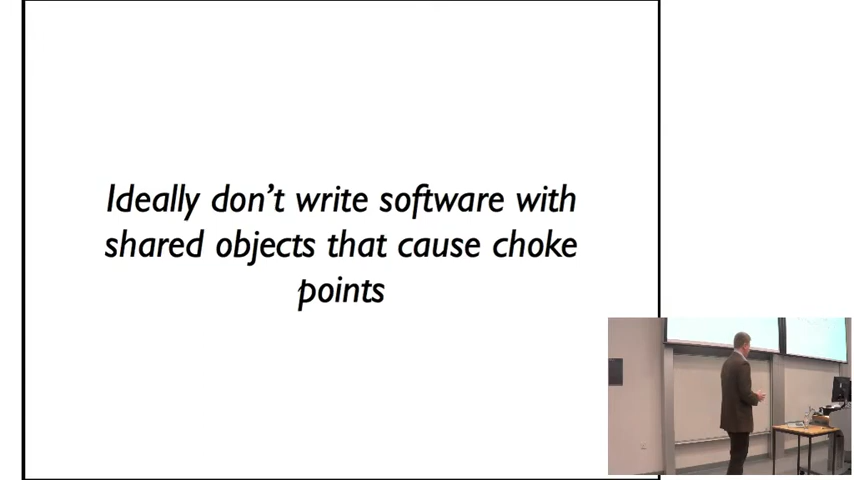 Ideally don't write software with
shared objects that cause choke
points